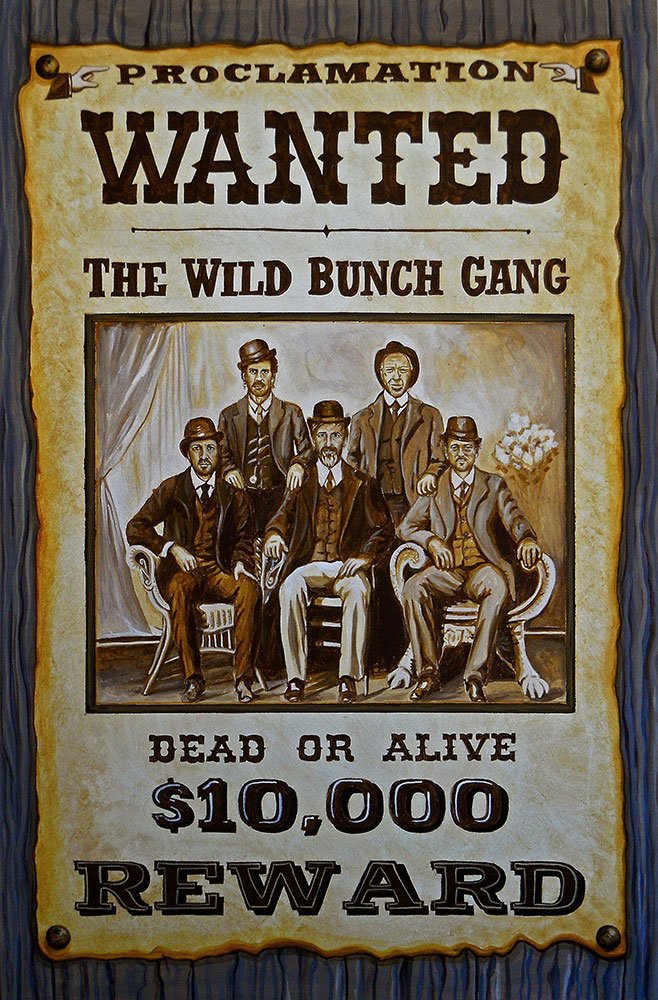 PROCLAMATION
WANTED
THE WILD BUNCH GANG
DEAD OR ALIVE
$10,000
REWARD